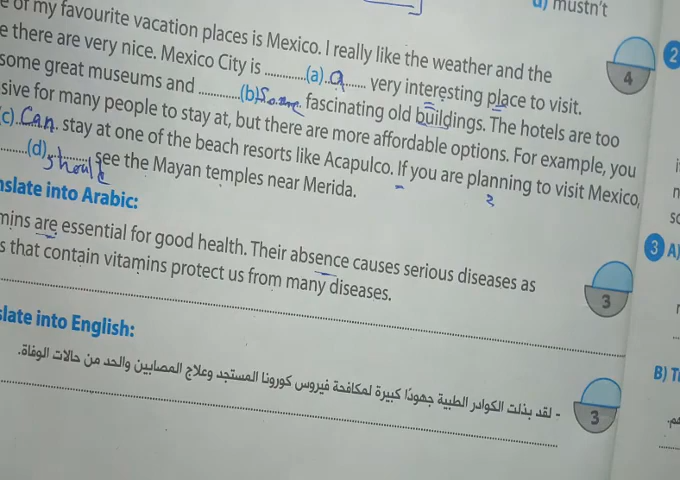 of my favourite vacation places is Mexico. I really like the weather and the
there are very nice. Mexico City is ............(a)..a...... very interesting place to visit.
some great museums and ............(b)Some fascinating old buildings. The hotels are too
sive for many people to stay at, but there are more affordable options. For example, you
(c)..Can.. stay at one of the beach resorts like Acapulco. If you are planning to visit Mexico,
........(d)..should.. see the Mayan temples near Merida.
4
nslate into Arabic:
mins are essential for good health. Their absence causes serious diseases as
s that contain vitamins protect us from many diseases.
3
slate into English:
- لقد بذلت الكوادر الطبية جهودًا كبيرة لمكافحة فيروس كورونا المستجد وعلاج المصابين والحد من حالات الوفاة.
3
d) mustn't
2
3 A)
B) T